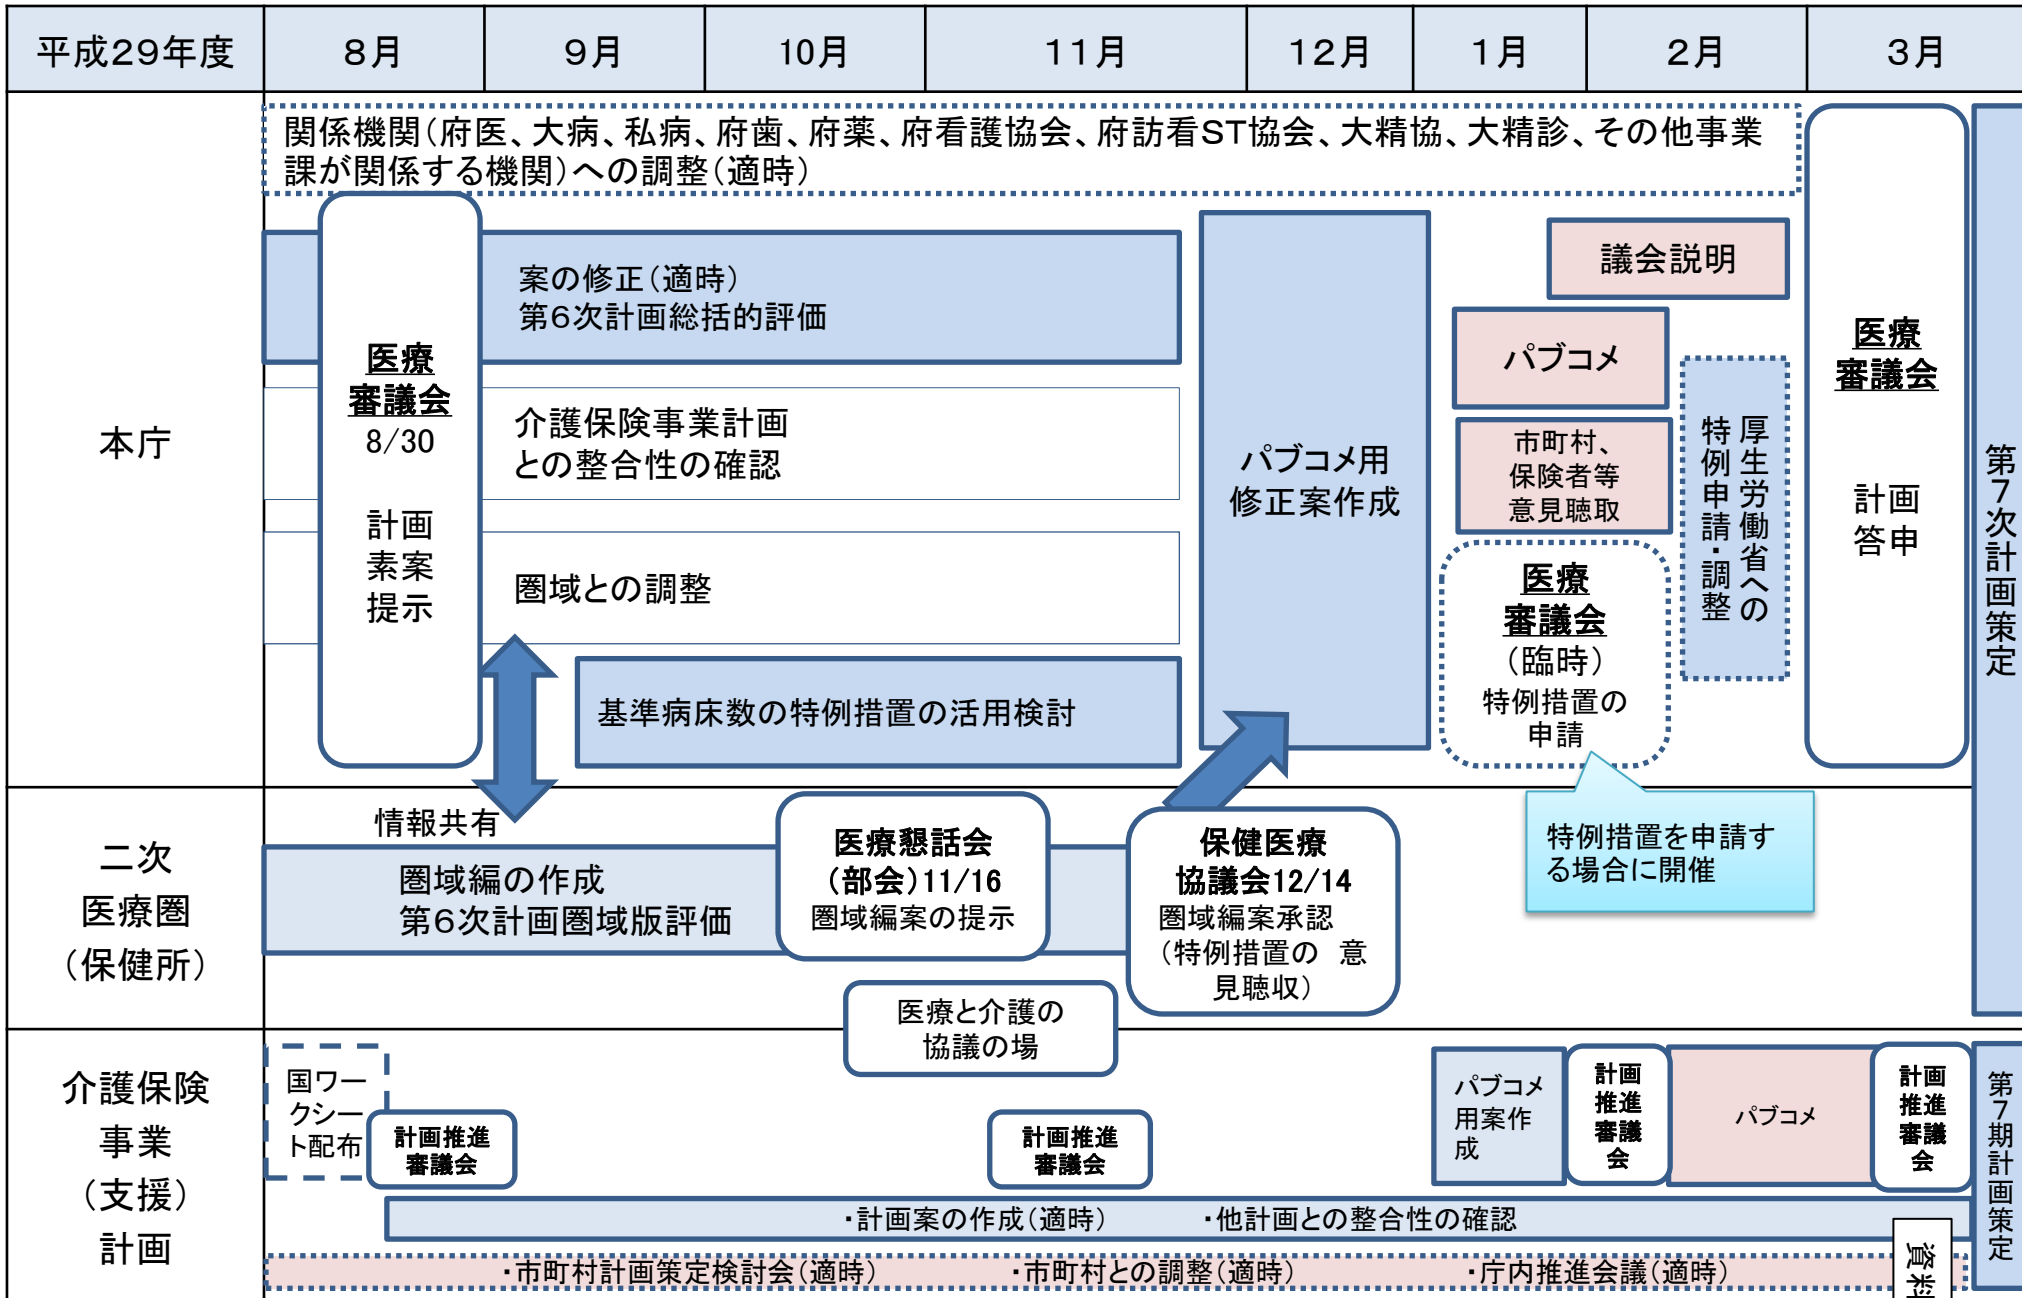 平成29年度
8月
9月
10月
11月
12月
1月
2月
3月
本庁
関係機関(府医、大病、私病、府歯、府薬、府看護協会、府訪看ST協会、大精協、大精診、その他事業
課が関係する機関)への調整(適時)
医療
審議会
8/30
計画
素案
提示
案の修正(適時)
第6次計画総括的評価
介護保険事業計画
との整合性の確認
圏域との調整
基準病床数の特例措置の活用検討
パブコメ用
修正案作成
議会説明
パブコメ
市町村、
保険者等
意見聴取
医療
審議会
(臨時)
特例措置の
申請
厚生労働省への
特例申請・調整
医療
審議会
計画
答申
第7次計画策定
二次
医療圏
(保健所)
情報共有
圏域編の作成
第6次計画圏域版評価
医療懇話会
(部会)11/16
圏域編案の提示
保健医療
協議会12/14
圏域編案承認
(特例措置の 意
見聴収)
特例措置を申請す
る場合に開催
医療と介護の
協議の場
介護保険
事業
(支援)
計画
国ワー
クシー
ト配布
計画推進
審議会
計画推進
審議会
パブコメ
用案作
成
計画
推進
審議
会
パブコメ
計画
推進
審議
会
第7期計画策定
・計画案の作成(適時) ・他計画との整合性の確認
・市町村計画策定検討会(適時) ・市町村との調整(適時) ・庁内推進会議(適時)
資料